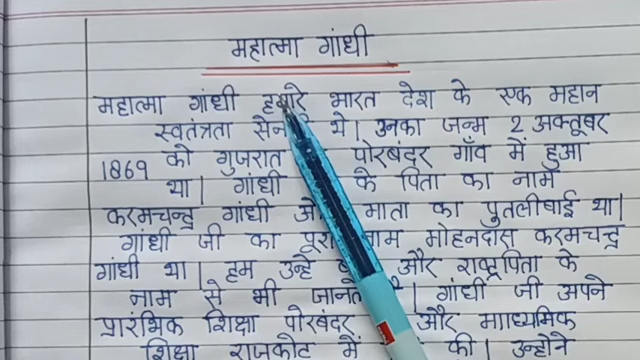 महात्मा गांधी
महात्मा गांधी हमारे भारत देश के एक महान
स्वतंत्रता थे। उनका जन्म 2 अक्टूबर
1869 को गुजरात पोरबंदर गाँव में हुआ
था। गांधी के पिता का नाम
करमचन्द्र गांधी माता का पुतलीबाई था।
गांधी जी का पूरा नाम मोहनदास करमचन्द्र
गांधी था। हम उन्हे और राष्ट्रपिता के
नाम से भी जानते । गांधी जी अपने
प्रारंभिक शिक्षा पोरबंदर और माध्यमिक
शिक्षा राजकोट में की। उन्होंने